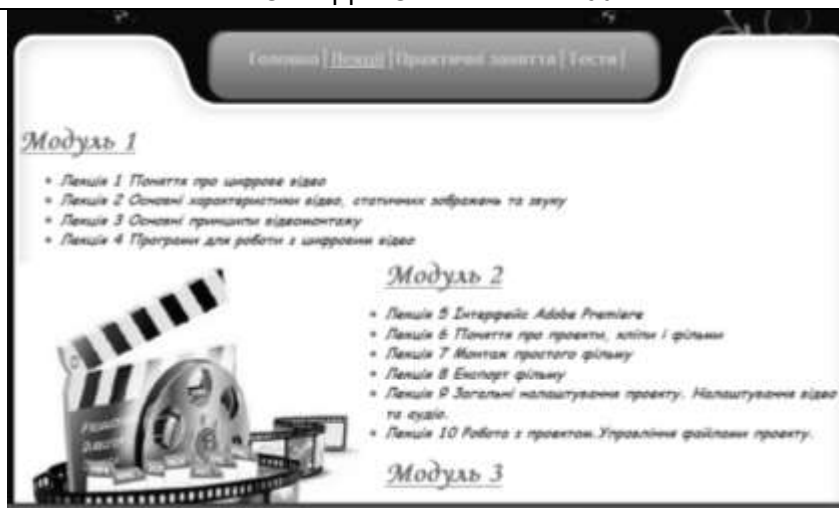 Головна|Лекції|Практичні заняття|Тести|
Модуль 1
Лекція 1 Поняття про цифрове відео
Лекція 2 Основні характеристики відео, статичних зображень та звуку
Лекція 3 Основні принципи відеомонтажу
Лекція 4 Програми для роботи з цифровим відео
Модуль 2
Лекція 5 Інтерфейс Adobe Premiere
Лекція 6 Поняття про проекти, кліпи і фільми
Лекція 7 Монтаж простого фільму
Лекція 8 Експорт фільму
Лекція 9 Загальні налаштування проекту. Налаштування відео
та аудіо.
Лекція 10 Робота з проектом.Управління файлами проекту.
Модуль 3